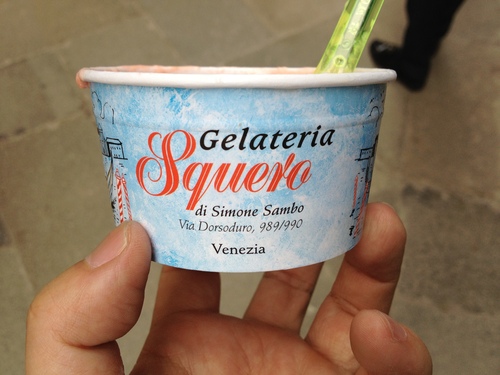 Gelateria
Squero
di Simone Sambo
Via Dorsoduro, 989/990
Venezia